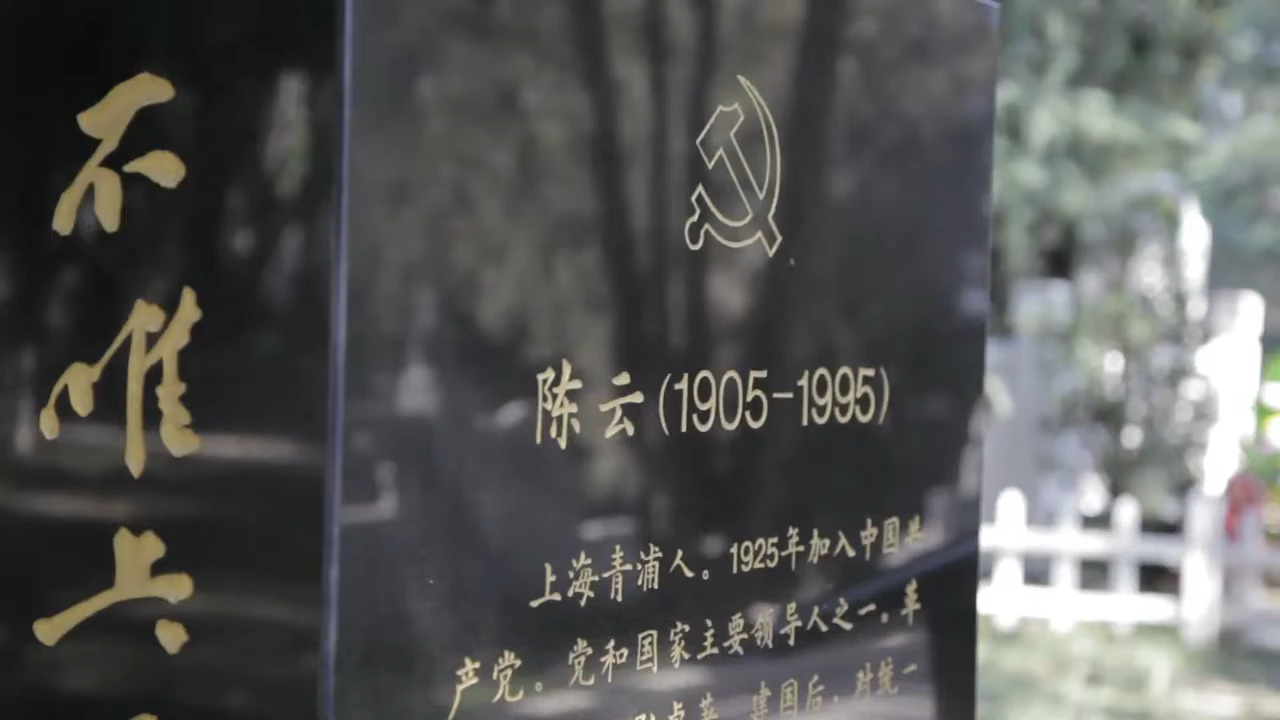 不唯上
陈云(1905-1995)
上海青浦人。1925年加入中国共
产党。党和国家主要领导人之一。革
卓著。建国后,对统一